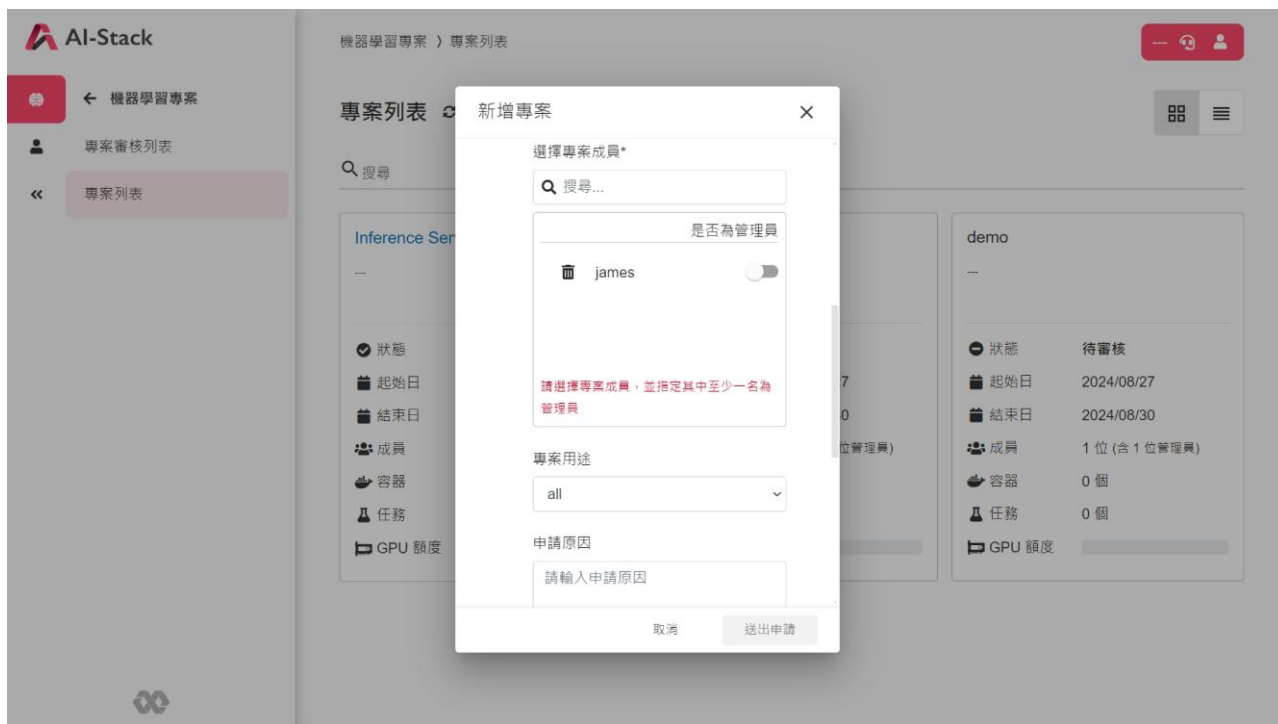 AI-Stack
機器學習專案 ⟩ 專案列表
機器學習專案
專案審核列表
專案列表
專案列表
搜尋
新增專案
選擇專案成員*
搜尋...
是否為管理員
james
請選擇專案成員，並指定其中至少一名為
管理員
專案用途
all
申請原因
請輸入申請原因
取消
送出申請
Inference Ser
---
狀態
起始日
結束日
成員
容器
任務
GPU 額度
7
0
位管理員)
demo
---
狀態 待審核
起始日 2024/08/27
結束日 2024/08/30
成員 1 位 (含 1 位管理員)
容器 0 個
任務 0 個
GPU 額度